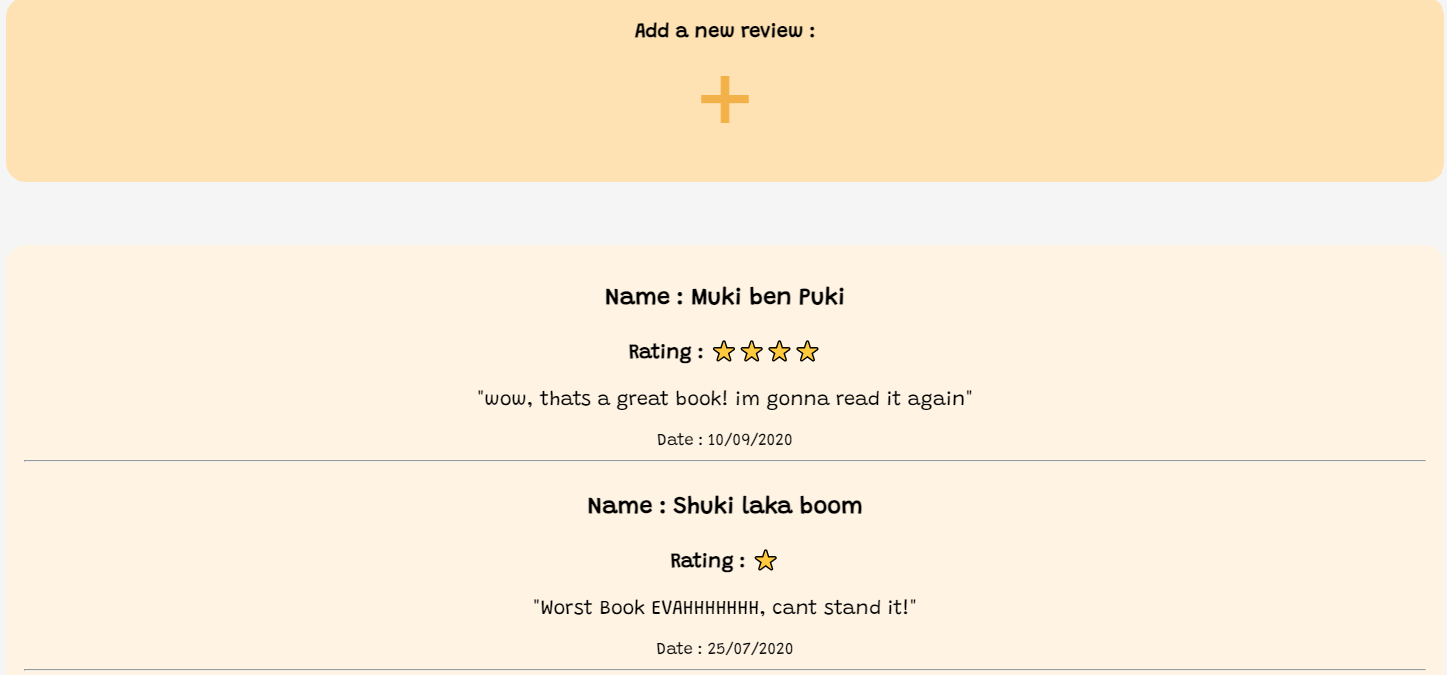 Add a new review :
Name : Muki ben Puki
Rating :
"wow, thats a great book! im gonna read it again"
Date : 10/09/2020
Name : Shuki laka boom
Rating :
"Worst Book EVAHHHHHHH, cant stand it!"
Date : 25/07/2020